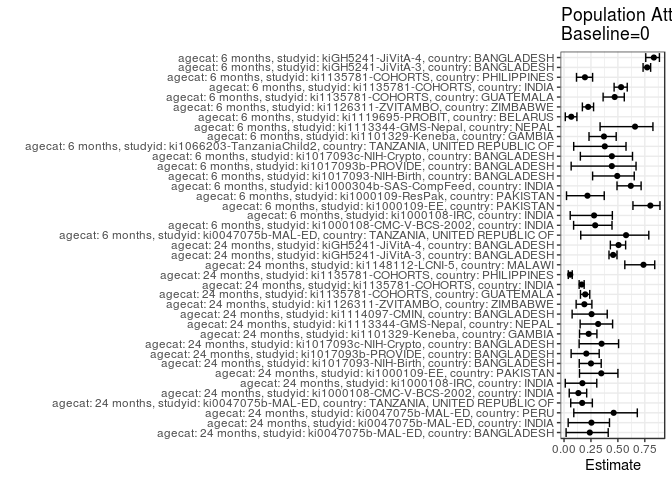 Population Att
Baseline=0
agecat: 6 months, studyid: kiGH5241-JiVitA-4, country: BANGLADESH
agecat: 6 months, studyid: kiGH5241-JiVitA-3, country: BANGLADESH
agecat: 6 months, studyid: ki1135781-COHORTS, country: PHILIPPINES
agecat: 6 months, studyid: ki1135781-COHORTS, country: INDIA
agecat: 6 months, studyid: ki1135781-COHORTS, country: GUATEMALA
agecat: 6 months, studyid: ki1126311-ZVITAMBO, country: ZIMBABWE
agecat: 6 months, studyid: ki1119695-PROBIT, country: BELARUS
agecat: 6 months, studyid: ki1113344-GMS-Nepal, country: NEPAL
agecat: 6 months, studyid: ki1101329-Keneba, country: GAMBIA
agecat: 6 months, studyid: ki1066203-TanzaniaChild2, country: TANZANIA, UNITED REPUBLIC OF
agecat: 6 months, studyid: ki1017093c-NIH-Crypto, country: BANGLADESH
agecat: 6 months, studyid: ki1017093b-PROVIDE, country: BANGLADESH
agecat: 6 months, studyid: ki1017093-NIH-Birth, country: BANGLADESH
agecat: 6 months, studyid: ki1000304b-SAS-CompFeed, country: INDIA
agecat: 6 months, studyid: ki1000109-ResPak, country: PAKISTAN
agecat: 6 months, studyid: ki1000109-EE, country: PAKISTAN
agecat: 6 months, studyid: ki1000108-IRC, country: INDIA
agecat: 6 months, studyid: ki1000108-CMC-V-BCS-2002, country: INDIA
agecat: 6 months, studyid: ki0047075b-MAL-ED, country: TANZANIA, UNITED REPUBLIC OF
agecat: 24 months, studyid: kiGH5241-JiVitA-4, country: BANGLADESH
agecat: 24 months, studyid: kiGH5241-JiVitA-3, country: BANGLADESH
agecat: 24 months, studyid: ki1148112-LCNI-5, country: MALAWI
agecat: 24 months, studyid: ki1135781-COHORTS, country: PHILIPPINES
agecat: 24 months, studyid: ki1135781-COHORTS, country: INDIA
agecat: 24 months, studyid: ki1135781-COHORTS, country: GUATEMALA
agecat: 24 months, studyid: ki1126311-ZVITAMBO, country: ZIMBABWE
agecat: 24 months, studyid: ki1114097-CMIN, country: BANGLADESH
agecat: 24 months, studyid: ki1113344-GMS-Nepal, country: NEPAL
agecat: 24 months, studyid: ki1101329-Keneba, country: GAMBIA
agecat: 24 months, studyid: ki1017093c-NIH-Crypto, country: BANGLADESH
agecat: 24 months, studyid: ki1017093b-PROVIDE, country: BANGLADESH
agecat: 24 months, studyid: ki1017093-NIH-Birth, country: BANGLADESH
agecat: 24 months, studyid: ki1000109-EE, country: PAKISTAN
agecat: 24 months, studyid: ki1000108-IRC, country: INDIA
agecat: 24 months, studyid: ki1000108-CMC-V-BCS-2002, country: INDIA
agecat: 24 months, studyid: ki0047075b-MAL-ED, country: TANZANIA, UNITED REPUBLIC OF
agecat: 24 months, studyid: ki0047075b-MAL-ED, country: PERU
agecat: 24 months, studyid: ki0047075b-MAL-ED, country: INDIA
agecat: 24 months, studyid: ki0047075b-MAL-ED, country: BANGLADESH
0.00 0.25 0.50 0.75
Estimate